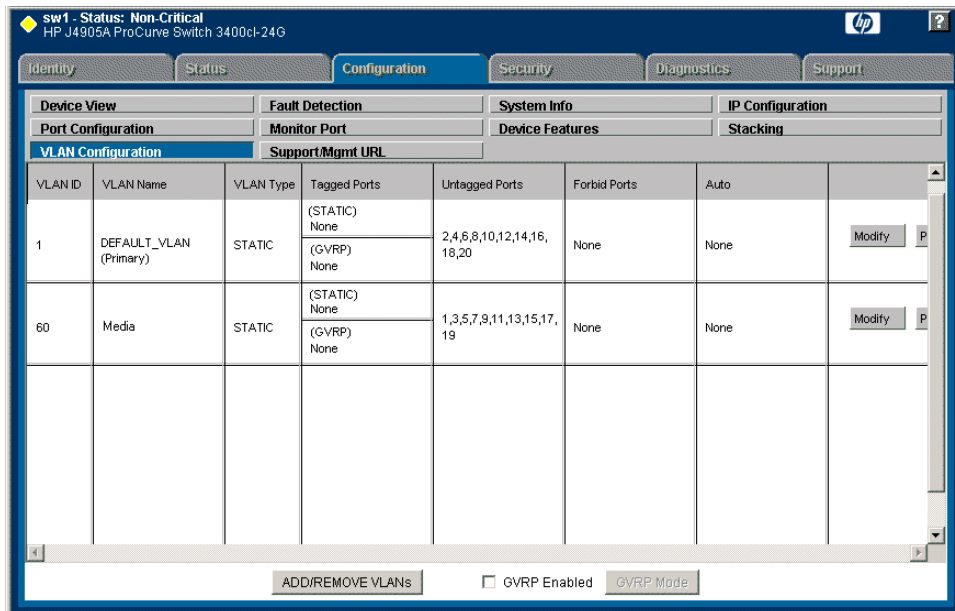 sw1 - Status: Non-Critical
HP J4905A ProCurve Switch 3400cl-24G
hp
?
Identity
Status
Configuration
Security
Diagnostics
Support
Device View
Fault Detection
System Info
IP Configuration
Port Configuration
Monitor Port
Device Features
Stacking
VLAN Configuration
Support/Mgmt URL
VLAN ID
VLAN Name
VLAN Type
Tagged Ports
Untagged Ports
Forbid Ports
Auto
1
DEFAULT_VLAN
(Primary)
STATIC
(STATIC)
None
(GVRP)
None
2,4,6,8,10,12,14,16,
18,20
None
None
Modify
P
60
Media
STATIC
(STATIC)
None
(GVRP)
None
1,3,5,7,9,11,13,15,17,
19
None
None
Modify
P
ADD/REMOVE VLANs
GVRP Enabled
GVRP Mode